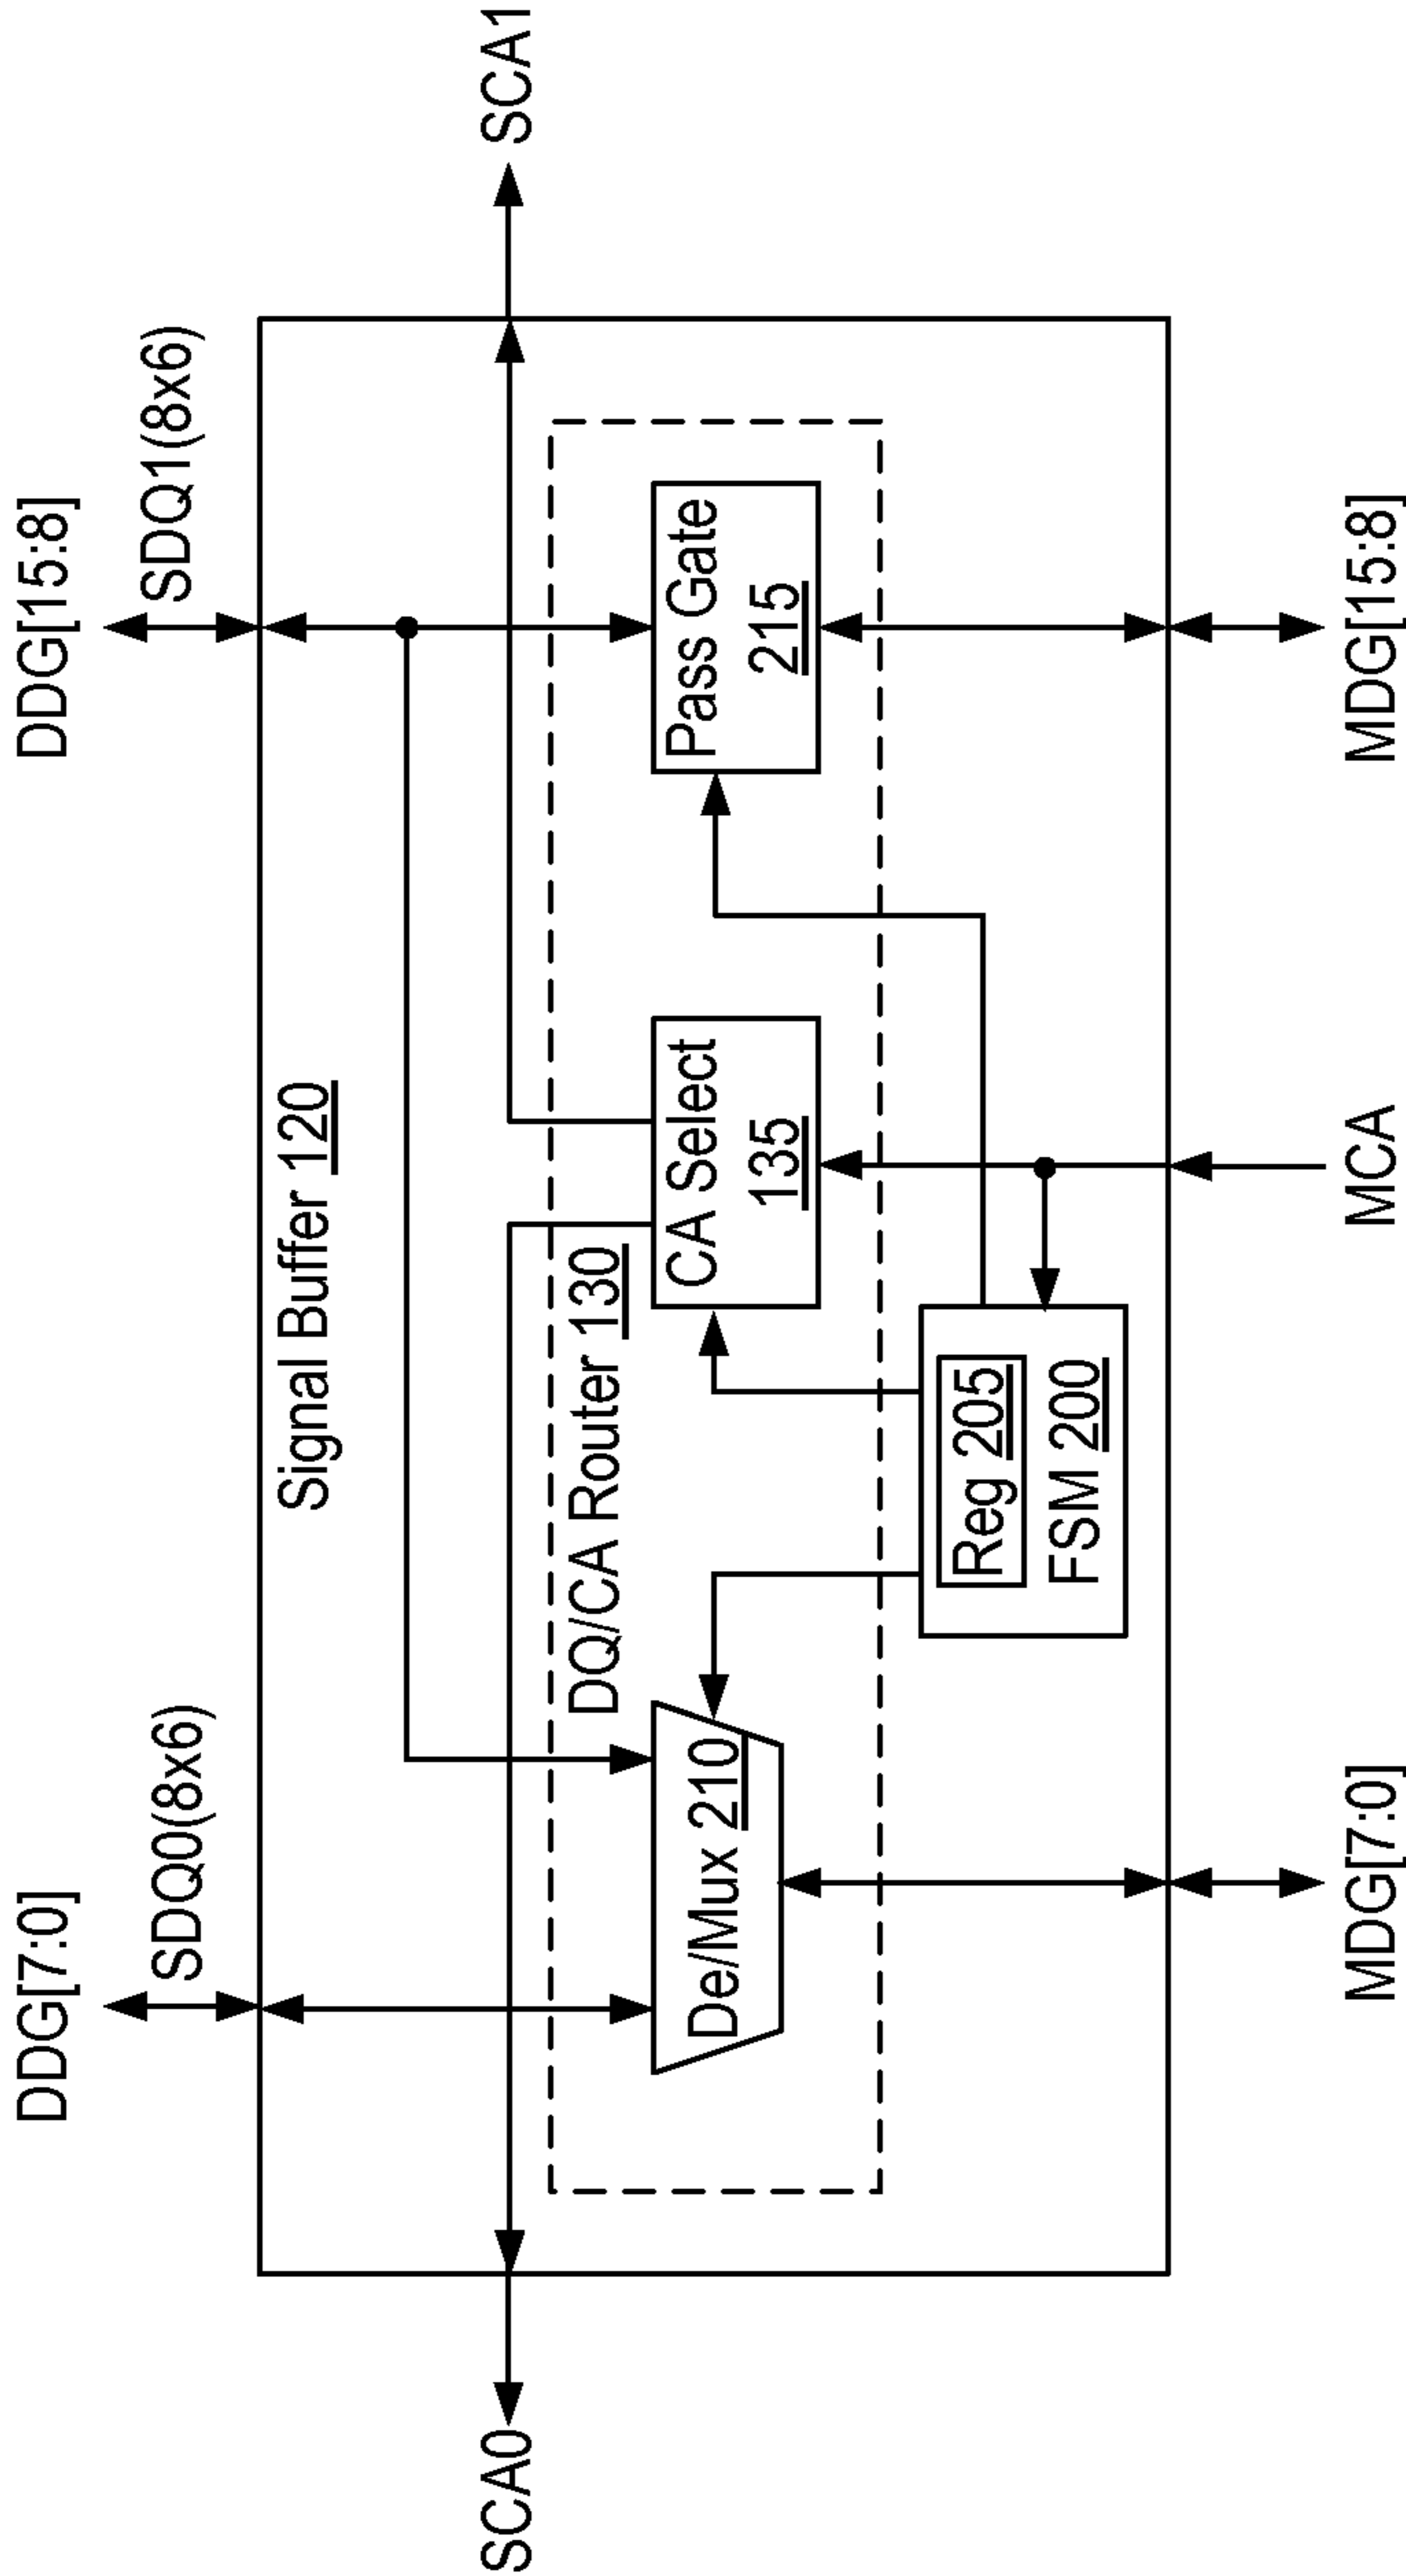 DDG[7:0]
DDG[15:8]
SDQ0(8x6)
SDQ1(8x6)
Signal Buffer 120
SCA0
SCA1
DQ/CA Router 130
De/Mux 210
CA Select
135
Pass Gate
215
Reg 205
FSM 200
MDG[7:0]
MCA
MDG[15:8]